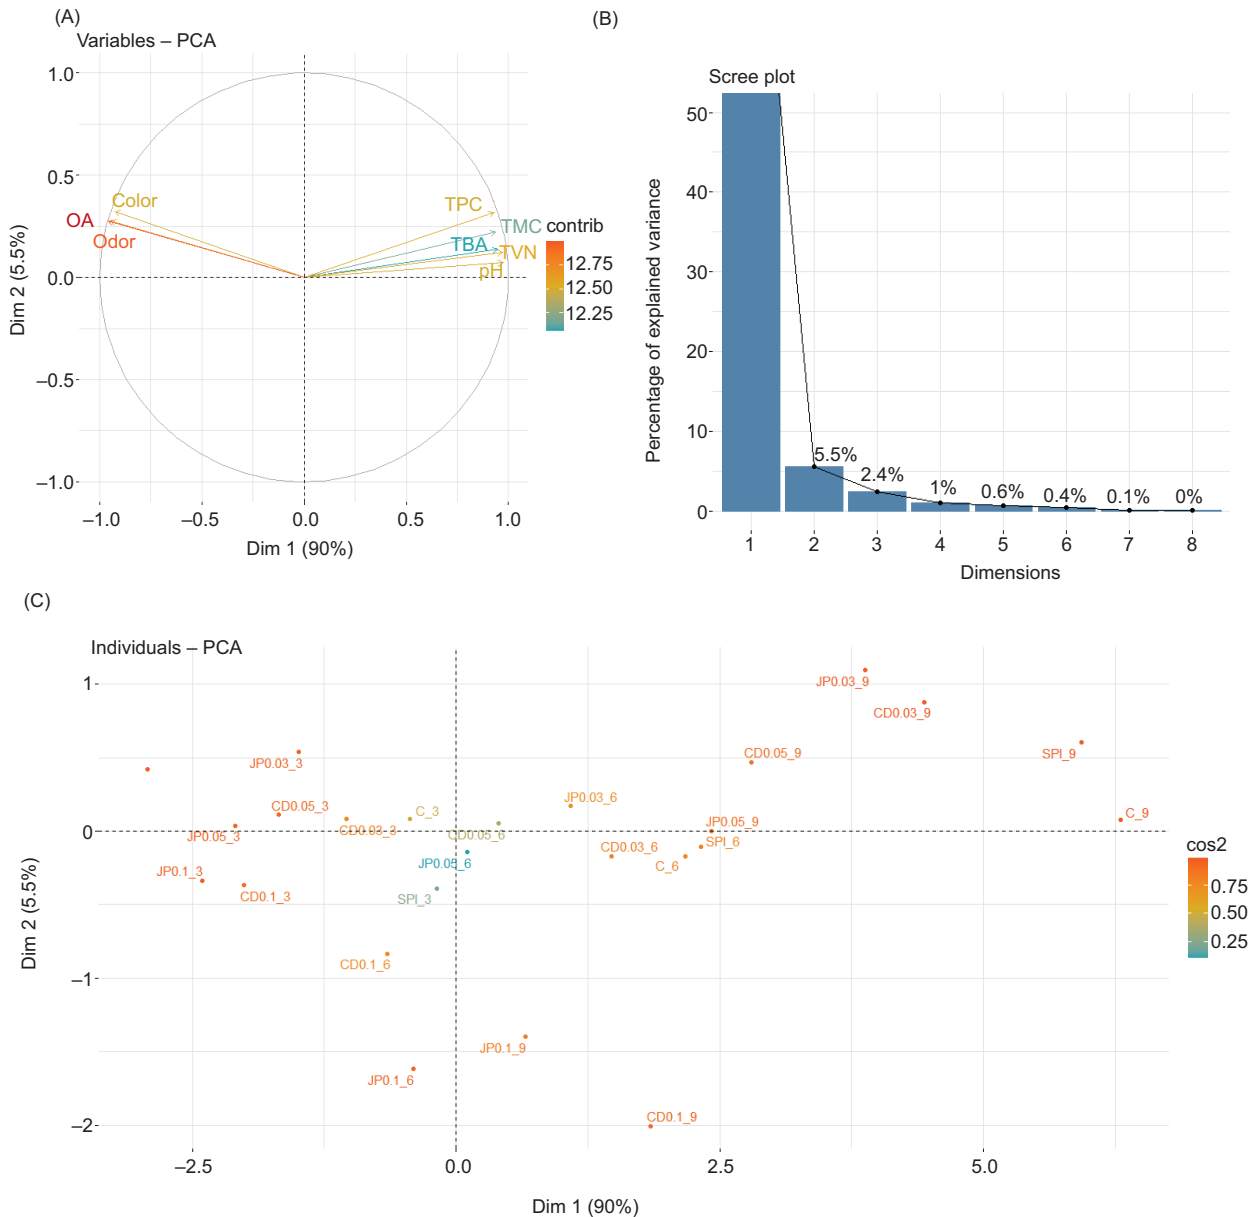 (A)
Variables – PCA
1.0
0.5
0.0
–0.5
–1.0
Dim 2 (5.5%)
Color
OA
Odor
TPC
TMC
TBA
TVN
pH
contrib
12.75
12.50
12.25
–1.0
–0.5
0.0
0.5
1.0
Dim 1 (90%)
(B)
Scree plot
50
40
30
20
10
0
Percentage of explained variance
5.5%
2.4%
1%
0.6%
0.4%
0.1%
0%
1
2
3
4
5
6
7
8
Dimensions
(C)
Individuals – PCA
1
0
–1
–2
Dim 2 (5.5%)
JP0.03_9
CD0.03_9
SPI_9
CD0.05_9
JP0.03_3
JP0.03_6
CD0.05_3
C_3
C_9
JP0.05_9
JP0.05_3
CD0.03_3
CD0.05_6
SPI_6
CD0.03_6
JP0.05_6
C_6
JP0.1_3
CD0.1_3
SPI_3
CD0.1_6
JP0.1_9
JP0.1_6
CD0.1_9
cos2
0.75
0.50
0.25
–2.5
0.0
2.5
5.0
Dim 1 (90%)